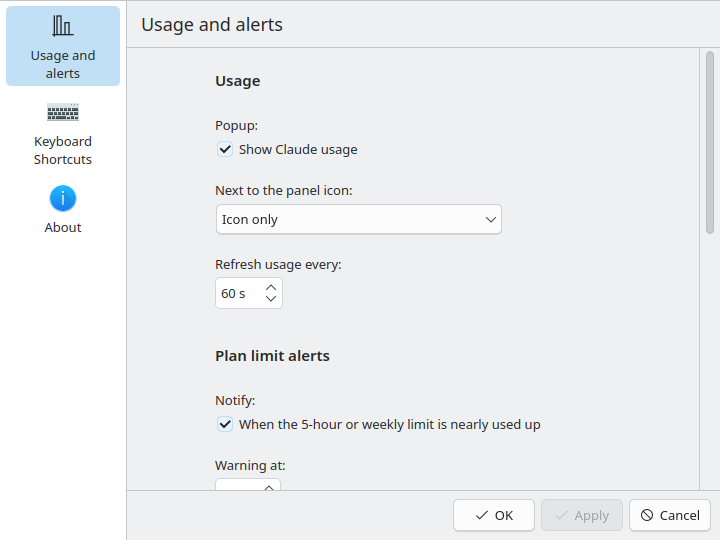 Usage and
alerts
Keyboard
Shortcuts
About
Usage and alerts
Usage
Popup:
Show Claude usage
Next to the panel icon:
Icon only
Refresh usage every:
60 s
Plan limit alerts
Notify:
When the 5-hour or weekly limit is nearly used up
Warning at:
OK
Apply
Cancel